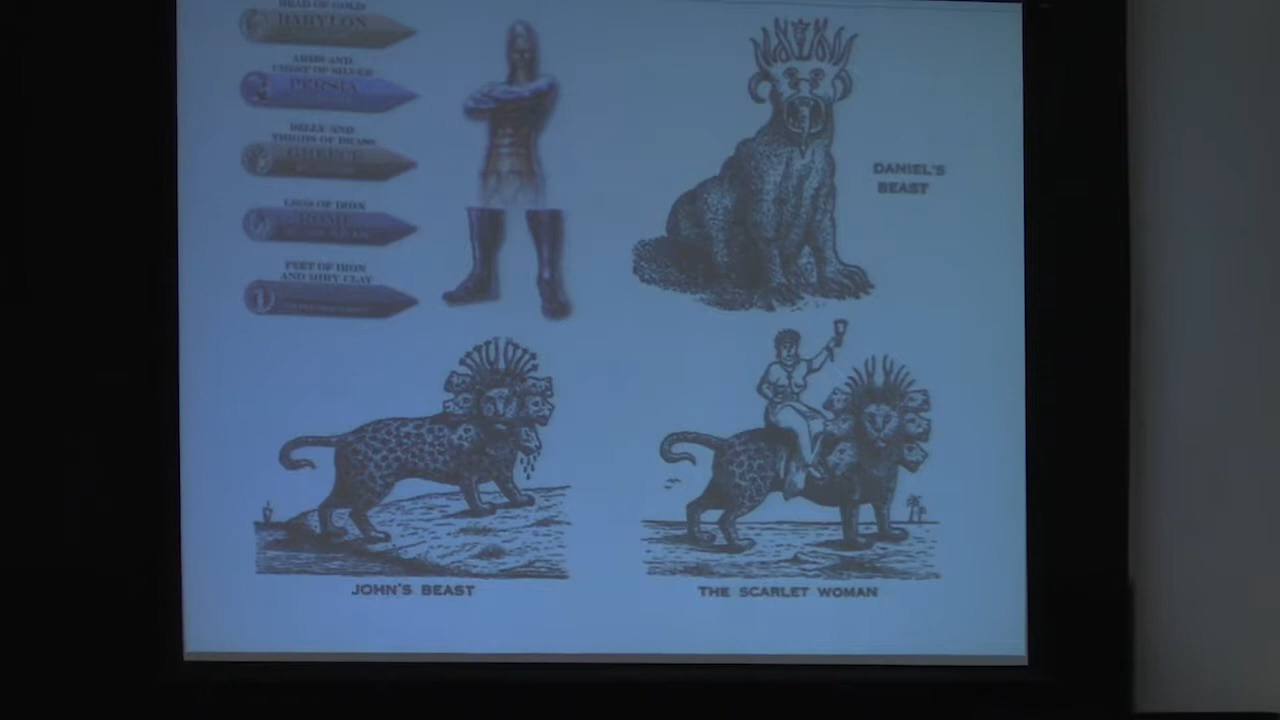 HEAD OF GOLD
BABYLON
ARMS AND
CHEST OF SILVER
PERSIA
BELLY AND
THIGHS OF BRASS
GREECE
LEGS OF IRON
ROME
FEET OF IRON
AND MIRY CLAY
DANIEL'S
BEAST
JOHN'S BEAST
THE SCARLET WOMAN